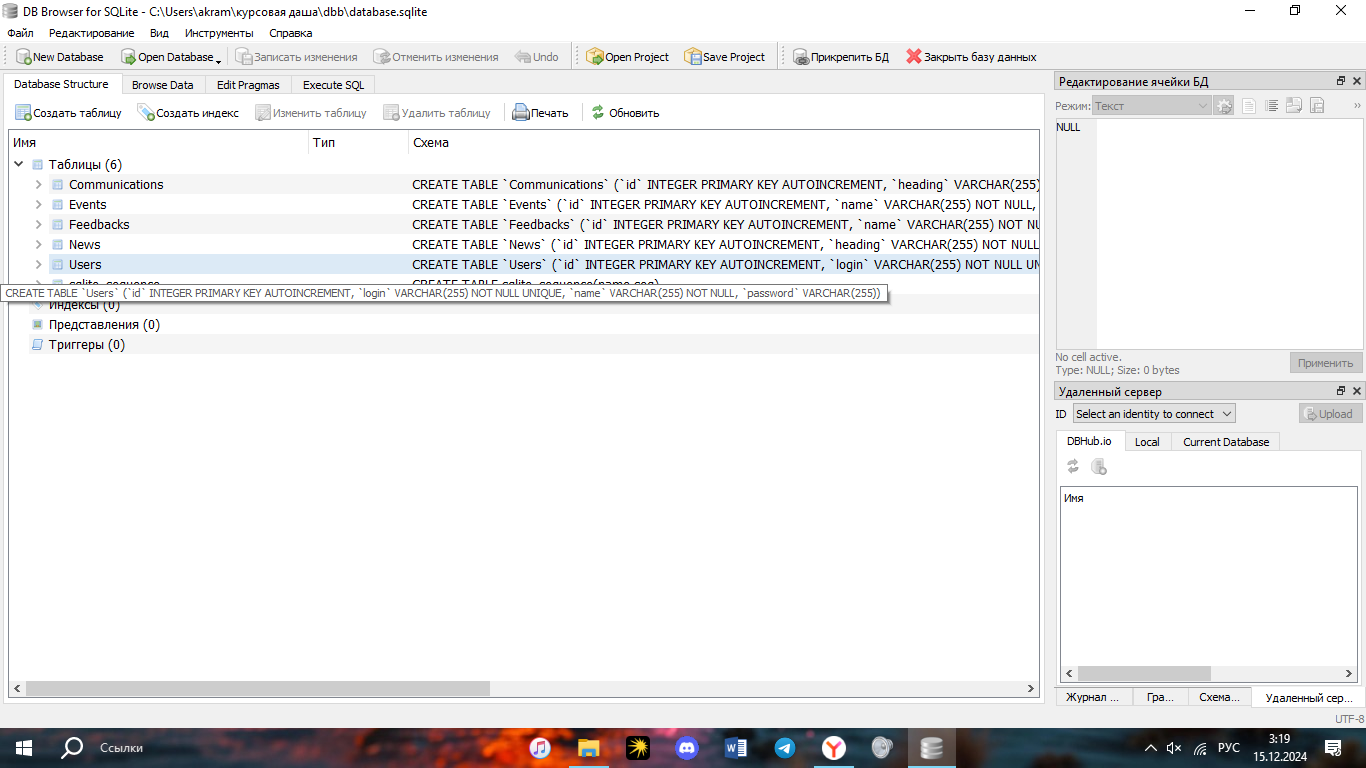 DB Browser for SQLite - C:\Users\akram\курсовая даша\dbb\database.sqlite
Файл Редактирование Вид Инструменты Справка
New Database Open Database Записать изменения Отменить изменения Undo Open Project Save Project Прикрепить БД Закрыть базу данных
Database Structure Browse Data Edit Pragmas Execute SQL
Создать таблицу Создать индекс Изменить таблицу Удалить таблицу Печать Обновить
Имя Тип Схема
Таблицы (6)
Communications CREATE TABLE `Communications` (`id` INTEGER PRIMARY KEY AUTOINCREMENT, `heading` VARCHAR(255)
Events CREATE TABLE `Events` (`id` INTEGER PRIMARY KEY AUTOINCREMENT, `name` VARCHAR(255) NOT NULL,
Feedbacks CREATE TABLE `Feedbacks` (`id` INTEGER PRIMARY KEY AUTOINCREMENT, `name` VARCHAR(255) NOT NULL,
News CREATE TABLE `News` (`id` INTEGER PRIMARY KEY AUTOINCREMENT, `heading` VARCHAR(255) NOT NULL
Users CREATE TABLE `Users` (`id` INTEGER PRIMARY KEY AUTOINCREMENT, `login` VARCHAR(255) NOT NULL UN
sqlite_sequence CREATE TABLE sqlite_sequence(name,seq)
CREATE TABLE `Users` (`id` INTEGER PRIMARY KEY AUTOINCREMENT, `login` VARCHAR(255) NOT NULL UNIQUE, `name` VARCHAR(255) NOT NULL, `password` VARCHAR(255))
Индексы (0)
Представления (0)
Триггеры (0)
Редактирование ячейки БД
Режим: Текст
NULL
No cell active.
Type: NULL; Size: 0 bytes
Применить
Удаленный сервер
ID Select an identity to connect Upload
DBHub.io Local Current Database
Имя
Журнал ... Гра... Схема... Удаленный сер...
UTF-8
Ссылки
РУС
3:19
15.12.2024